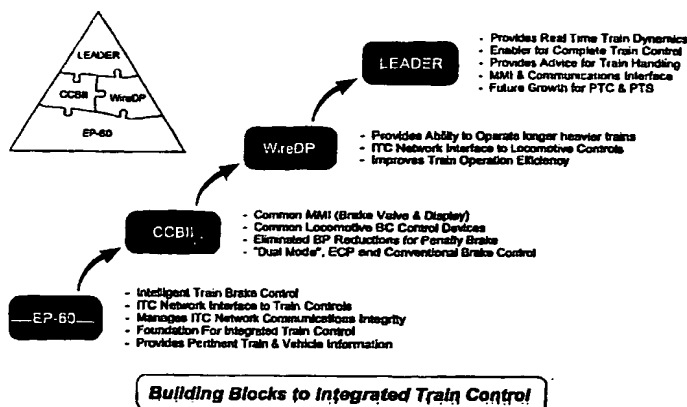 LEADER
CCBII
WireDP
EP-60
LEADER
- Provides Real Time Train Dynamics
- Enabler for Complete Train Control
- Provides Advice for Train Handling
- MMI & Communications Interface
- Future Growth for PTC & PTS
WireDP
- Provides Ability to Operate longer heavier trains
- ITC Network Interface to Locomotive Controls
- Improves Train Operation Efficiency
CCBII
- Common MMI (Brake Valve & Display)
- Common Locomotive BC Control Devices
- Eliminated BP Reductions for Penalty Brake
- "Dual Mode", ECP and Conventional Brake Control
EP-60
- Intelligent Train Brake Control
- ITC Network Interface to Train Controls
- Manages ITC Network Communications Integrity
- Foundation For Integrated Train Control
- Provides Pertinent Train & Vehicle Information
Building Blocks to Integrated Train Control